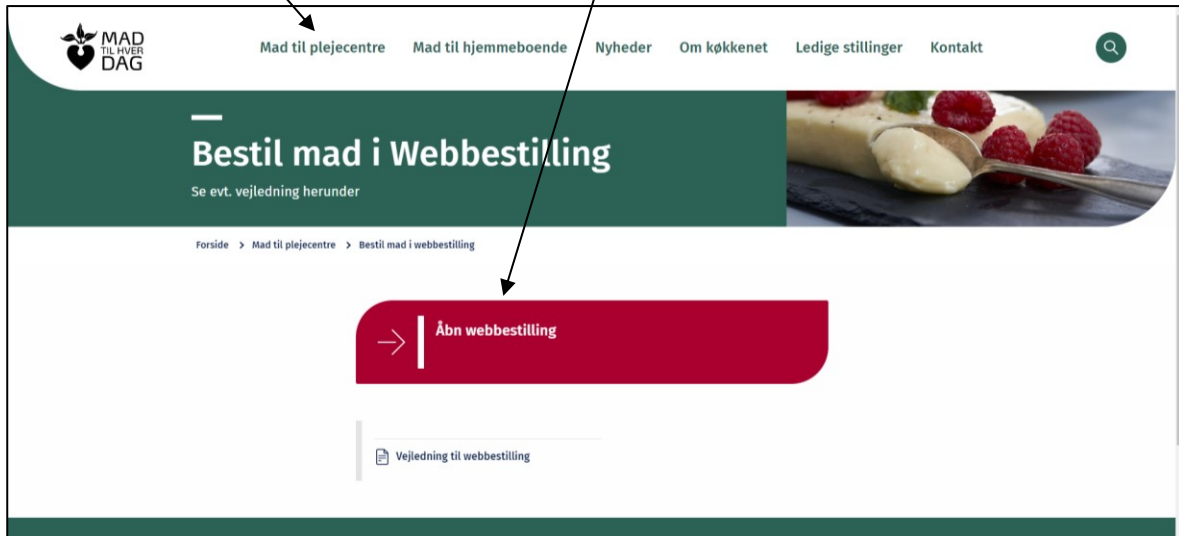 MAD
TIL HVER
DAG
Mad til plejecentre Mad til hjemmeboende Nyheder Om køkkenet Ledige stillinger Kontakt
Bestil mad i Webbestilling
Se evt. vejledning herunder
Forside > Mad til plejecentre > Bestil mad i webbestilling
Åbn webbestilling
Vejledning til webbestilling